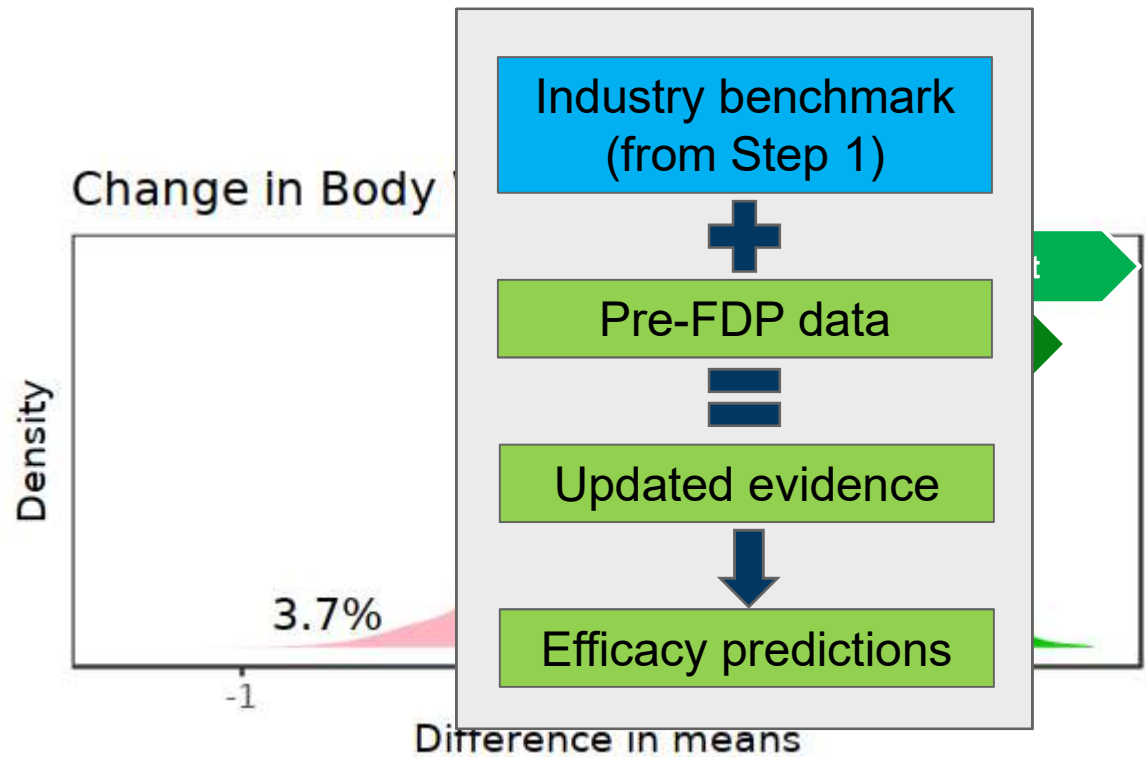 Industry benchmark
(from Step 1)
Change in Body
Pre-FDP data
Density
Updated evidence
3.7%
Efficacy predictions
-1
Difference in means